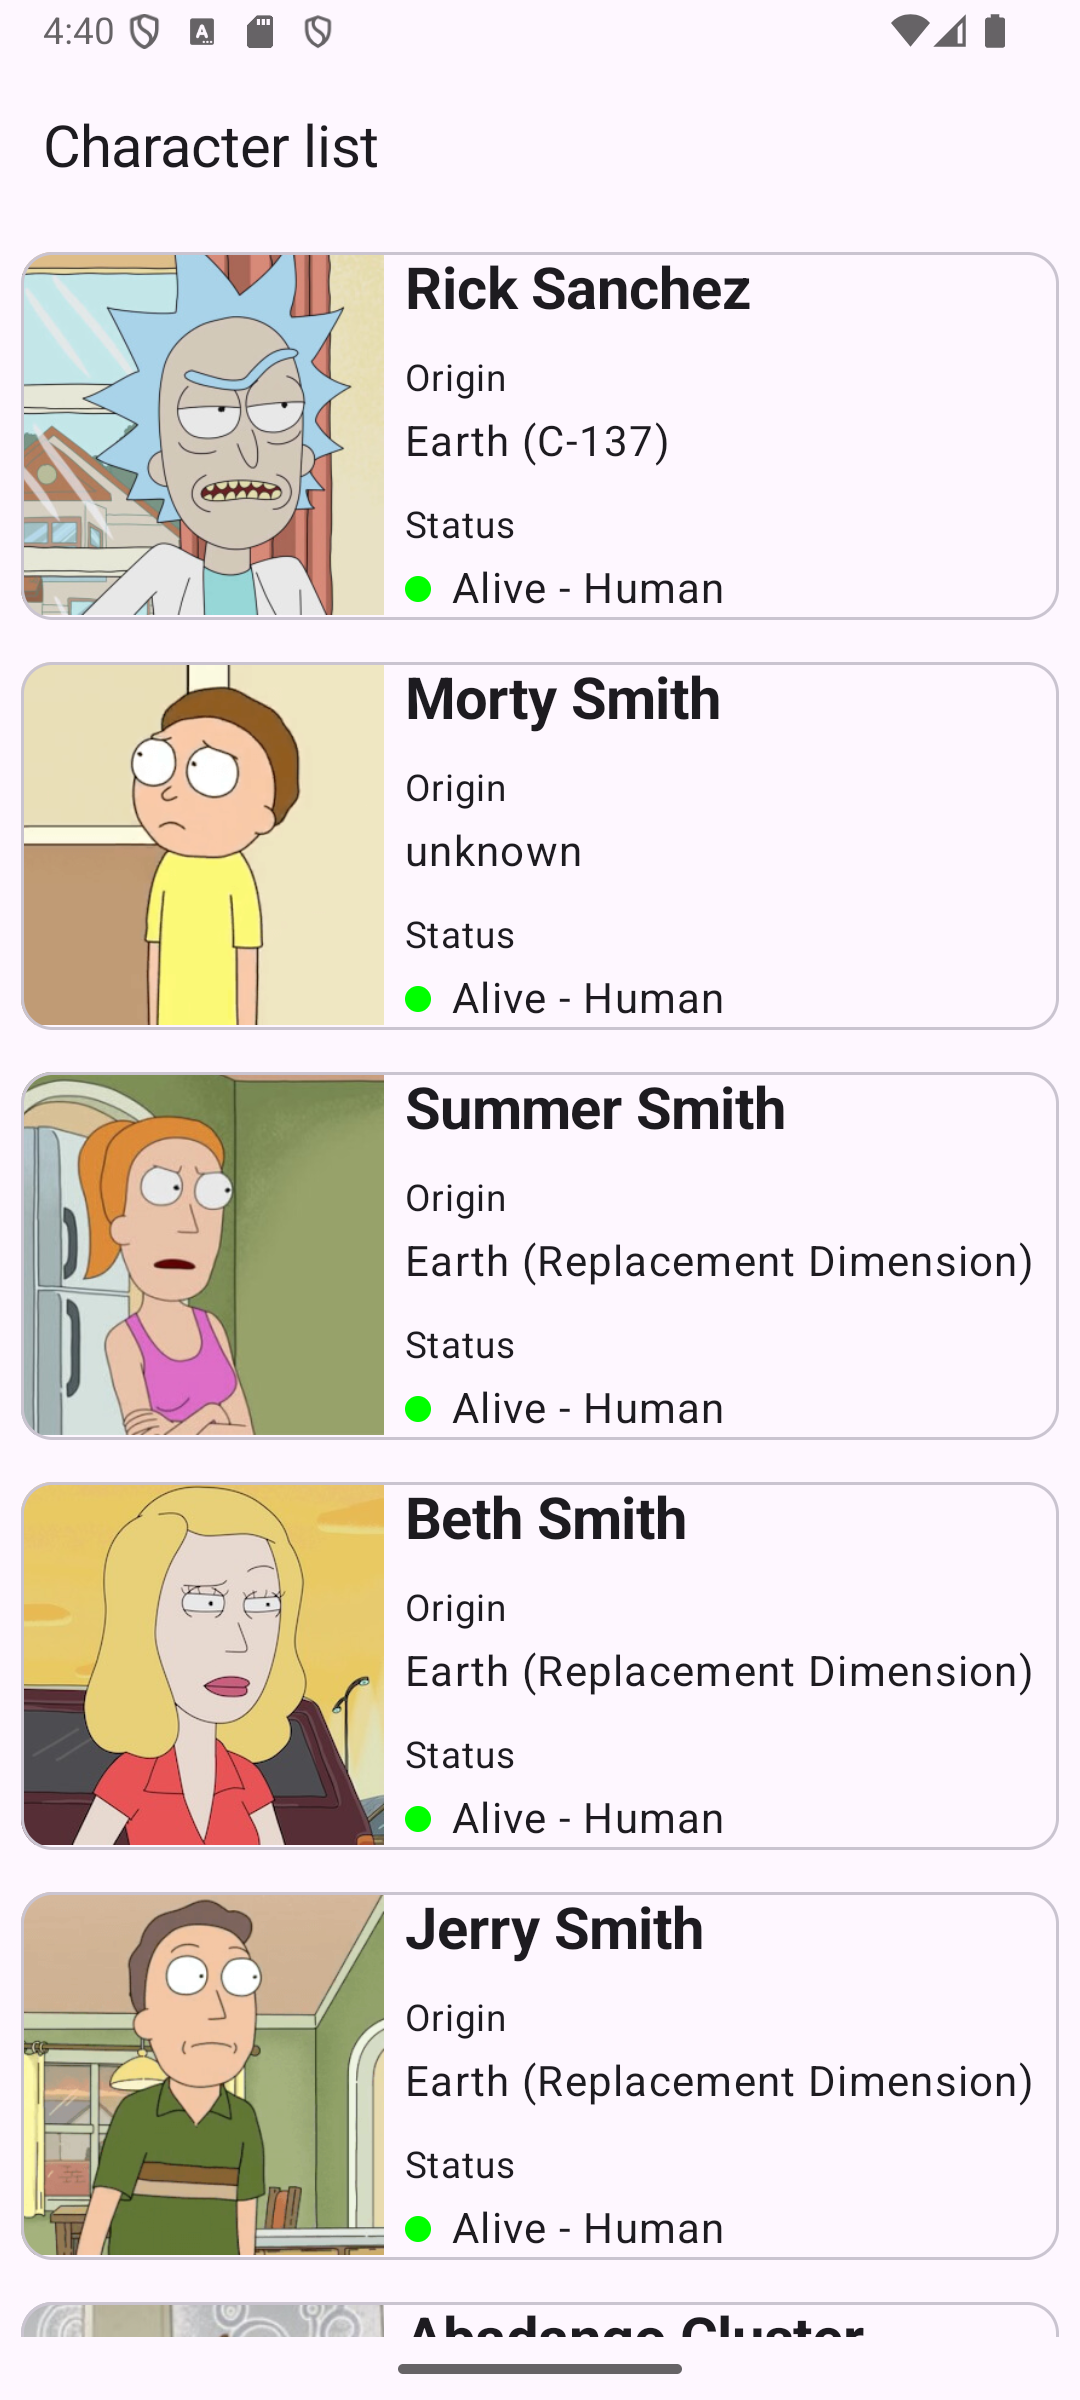 4:40
Character list
Rick Sanchez
Origin
Earth (C-137)
Status
Alive - Human
Morty Smith
Origin
unknown
Status
Alive - Human
Summer Smith
Origin
Earth (Replacement Dimension)
Status
Alive - Human
Beth Smith
Origin
Earth (Replacement Dimension)
Status
Alive - Human
Jerry Smith
Origin
Earth (Replacement Dimension)
Status
Alive - Human
Abadango Cluster